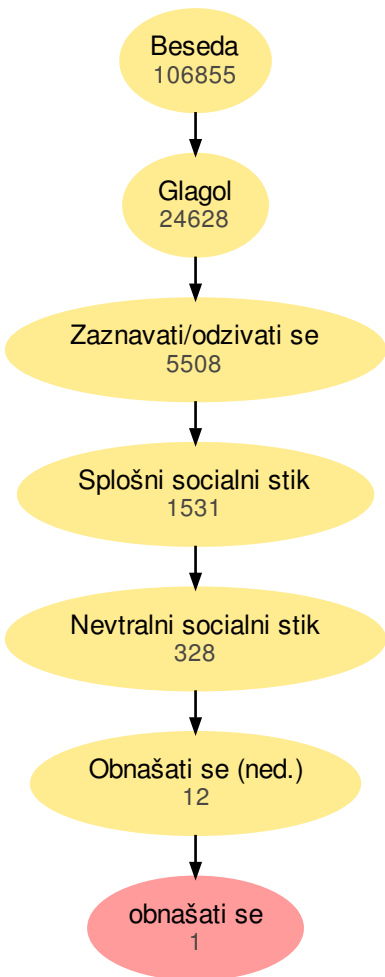 Beseda
106855
Glagol
24628
Zaznavati/odzivati se
5508
Splošni socialni stik
1531
Nevtralni socialni stik
328
Obnašati se (ned.)
12
obnašati se
1